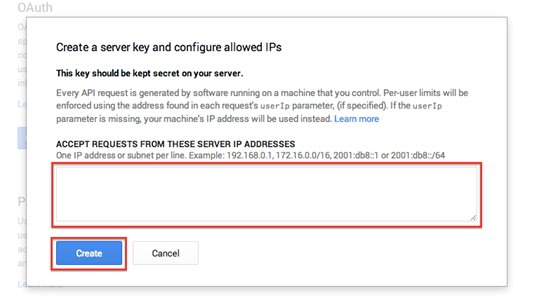 OAuth
Create a server key and configure allowed IPs
This key should be kept secret on your server.
Every API request is generated by software running on a machine that you control. Per-user limits will
be enforced using the address found in each request's userIp parameter, (if specified). If the userIp
parameter is missing, your machine's IP address will be used instead. Learn more
ACCEPT REQUESTS FROM THESE SERVER IP ADDRESSES
One IP address or subnet per line. Example: 192.168.0.1, 172.16.0.0/16, 2001:db8::1 or 2001:db8::/64
Create Cancel